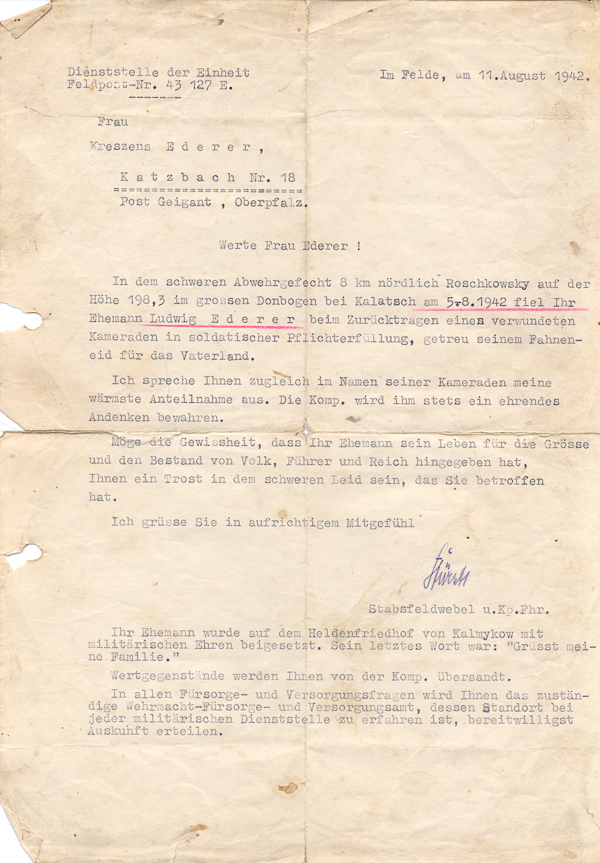 Dienststelle der Einheit
Feldpost-Nr. 43 127 E.
Im Felde, am 11.August 1942.
Frau
Kreszens E d e r e r ,
K a t z b a c h Nr. 18
Post Geigant , Oberpfalz.
Werte Frau Ederer !
In dem schweren Abwehrgefecht 8 km nördlich Roschkowsky auf der
Höhe 198,3 im grossen Donbogen bei Kalatsch am 5.8.1942 fiel Ihr
Ehemann Ludwig E d e r e r beim Zurücktragen eines verwundeten
Kameraden in soldatischer Pflichterfüllung, getreu seinem Fahnen-
eid für das Vaterland.
Ich spreche Ihnen zugleich im Namen seiner Kameraden meine
wärmste Anteilnahme aus. Die Komp. wird ihm stets ein ehrendes
Andenken bewahren.
Möge die Gewissheit, dass Ihr Ehemann sein Leben für die Grösse
und den Bestand von Volk, Führer und Reich hingegeben hat,
Ihnen ein Trost in dem schweren Leid sein, das Sie betroffen
hat.
Ich grüsse Sie in aufrichtigem Mitgefühl
Stabsfeldwebel u.Kp.Fhr.
Ihr Ehemann wurde auf dem Heldenfriedhof von Kalmykow mit
militärischen Ehren beigesetzt. Sein letztes Wort war: "Grüsst mei-
ne Familie."
Wertgegenstände werden Ihnen von der Komp. übersandt.
In allen Fürsorge- und Versorgungsfragen wird Ihnen das zustän-
dige Wehrmacht-Fürsorge- und Versorgungsamt, dessen Standort bei
jeder militärischen Dienststelle zu erfahren ist, bereitwilligst
Auskunft erteilen.